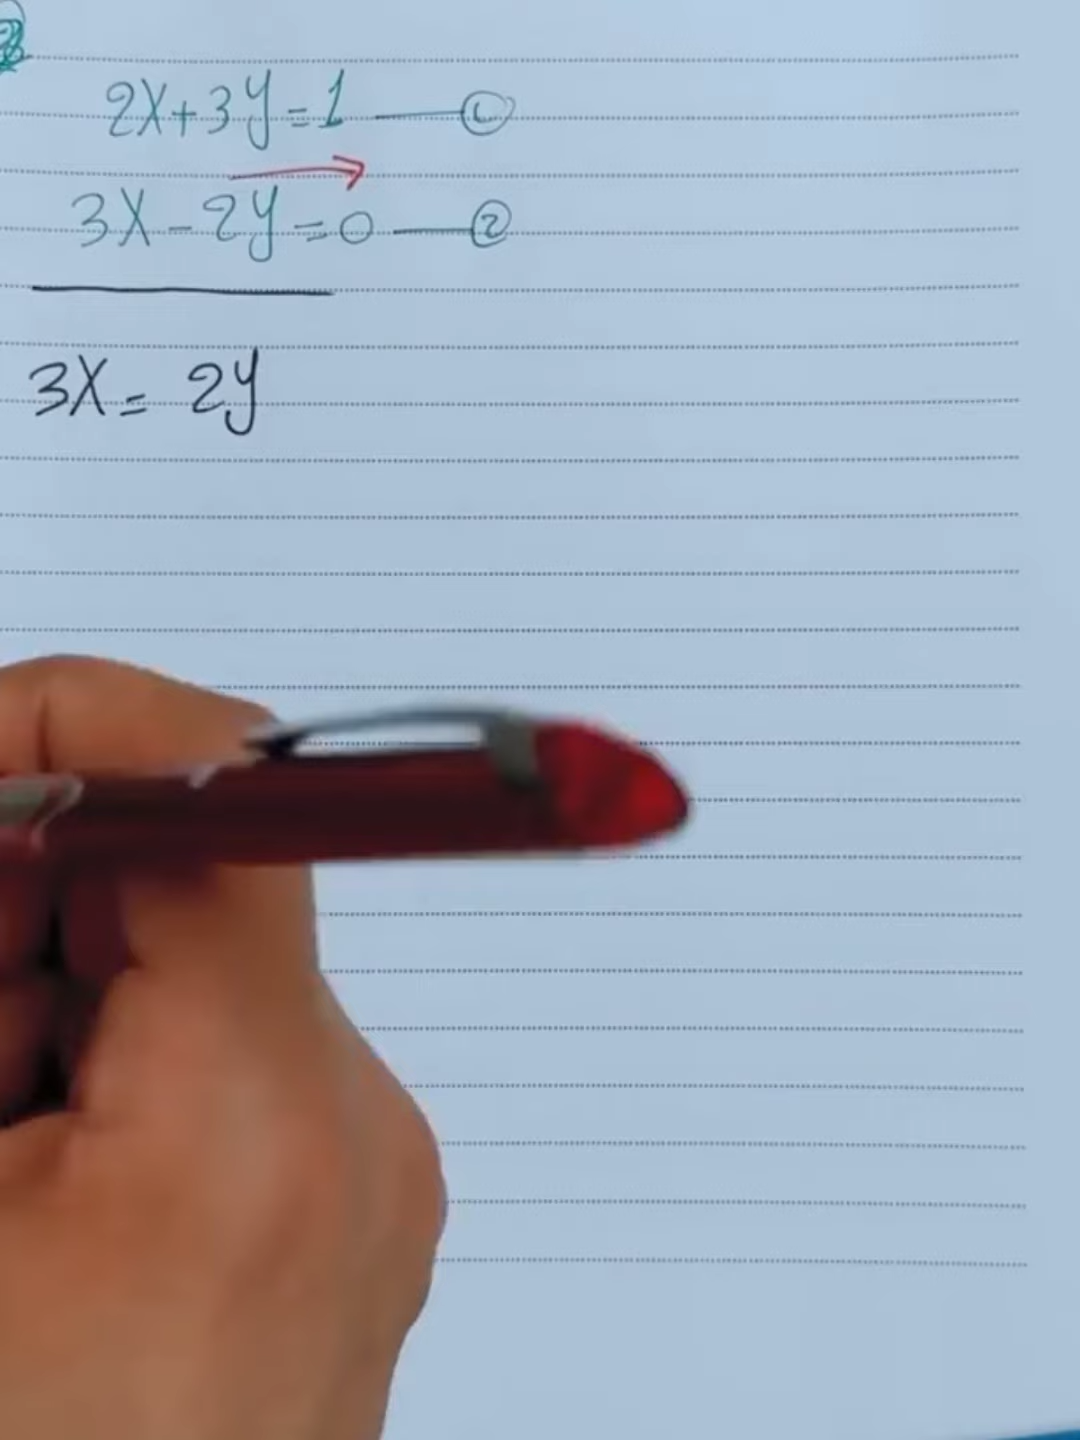 2X+3y=1 —— ①
3X-2y=0 —— ②
3X= 2y